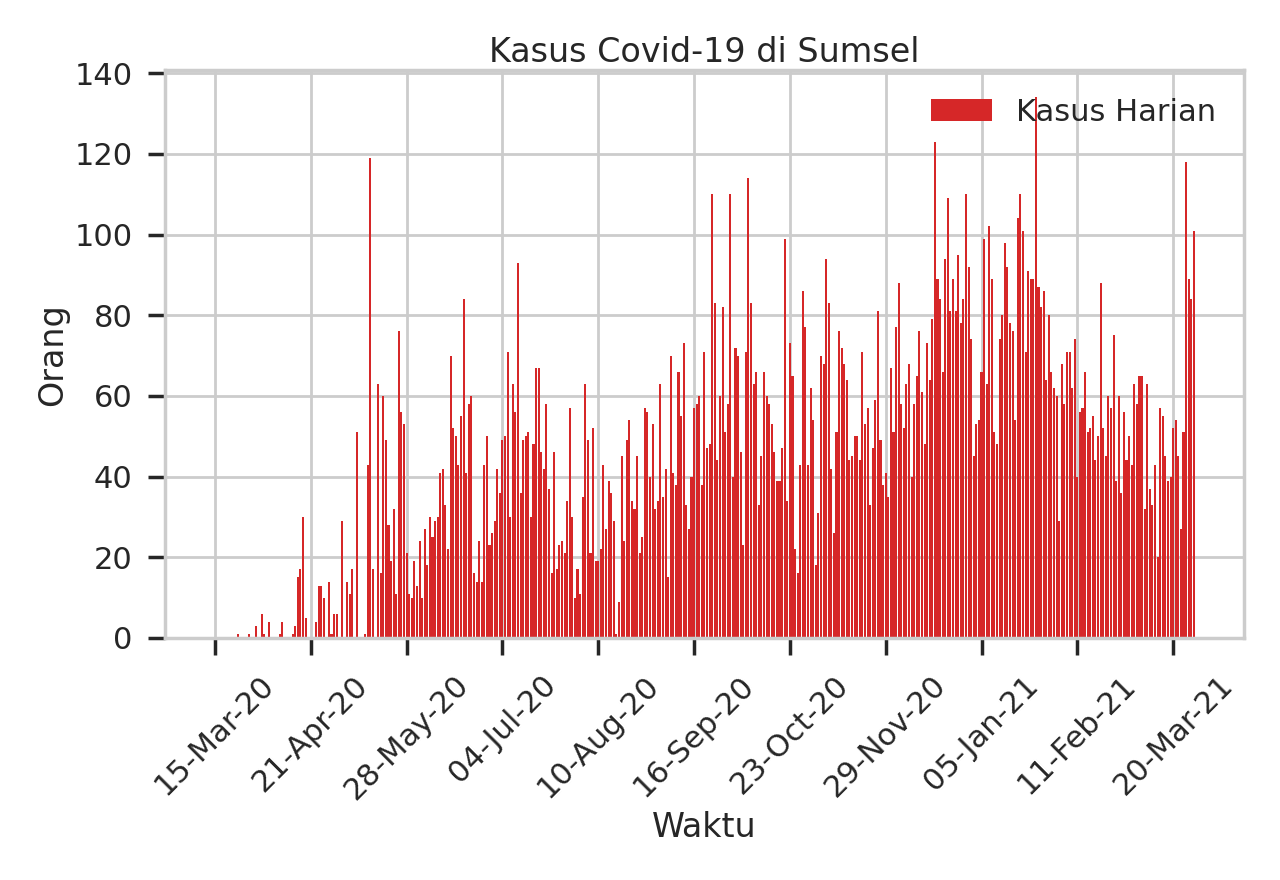 Kasus Covid-19 di Sumsel
Kasus Harian
Orang
140
120
100
80
60
40
20
0
15-Mar-20
21-Apr-20
28-May-20
04-Jul-20
10-Aug-20
16-Sep-20
23-Oct-20
29-Nov-20
05-Jan-21
11-Feb-21
20-Mar-21
Waktu